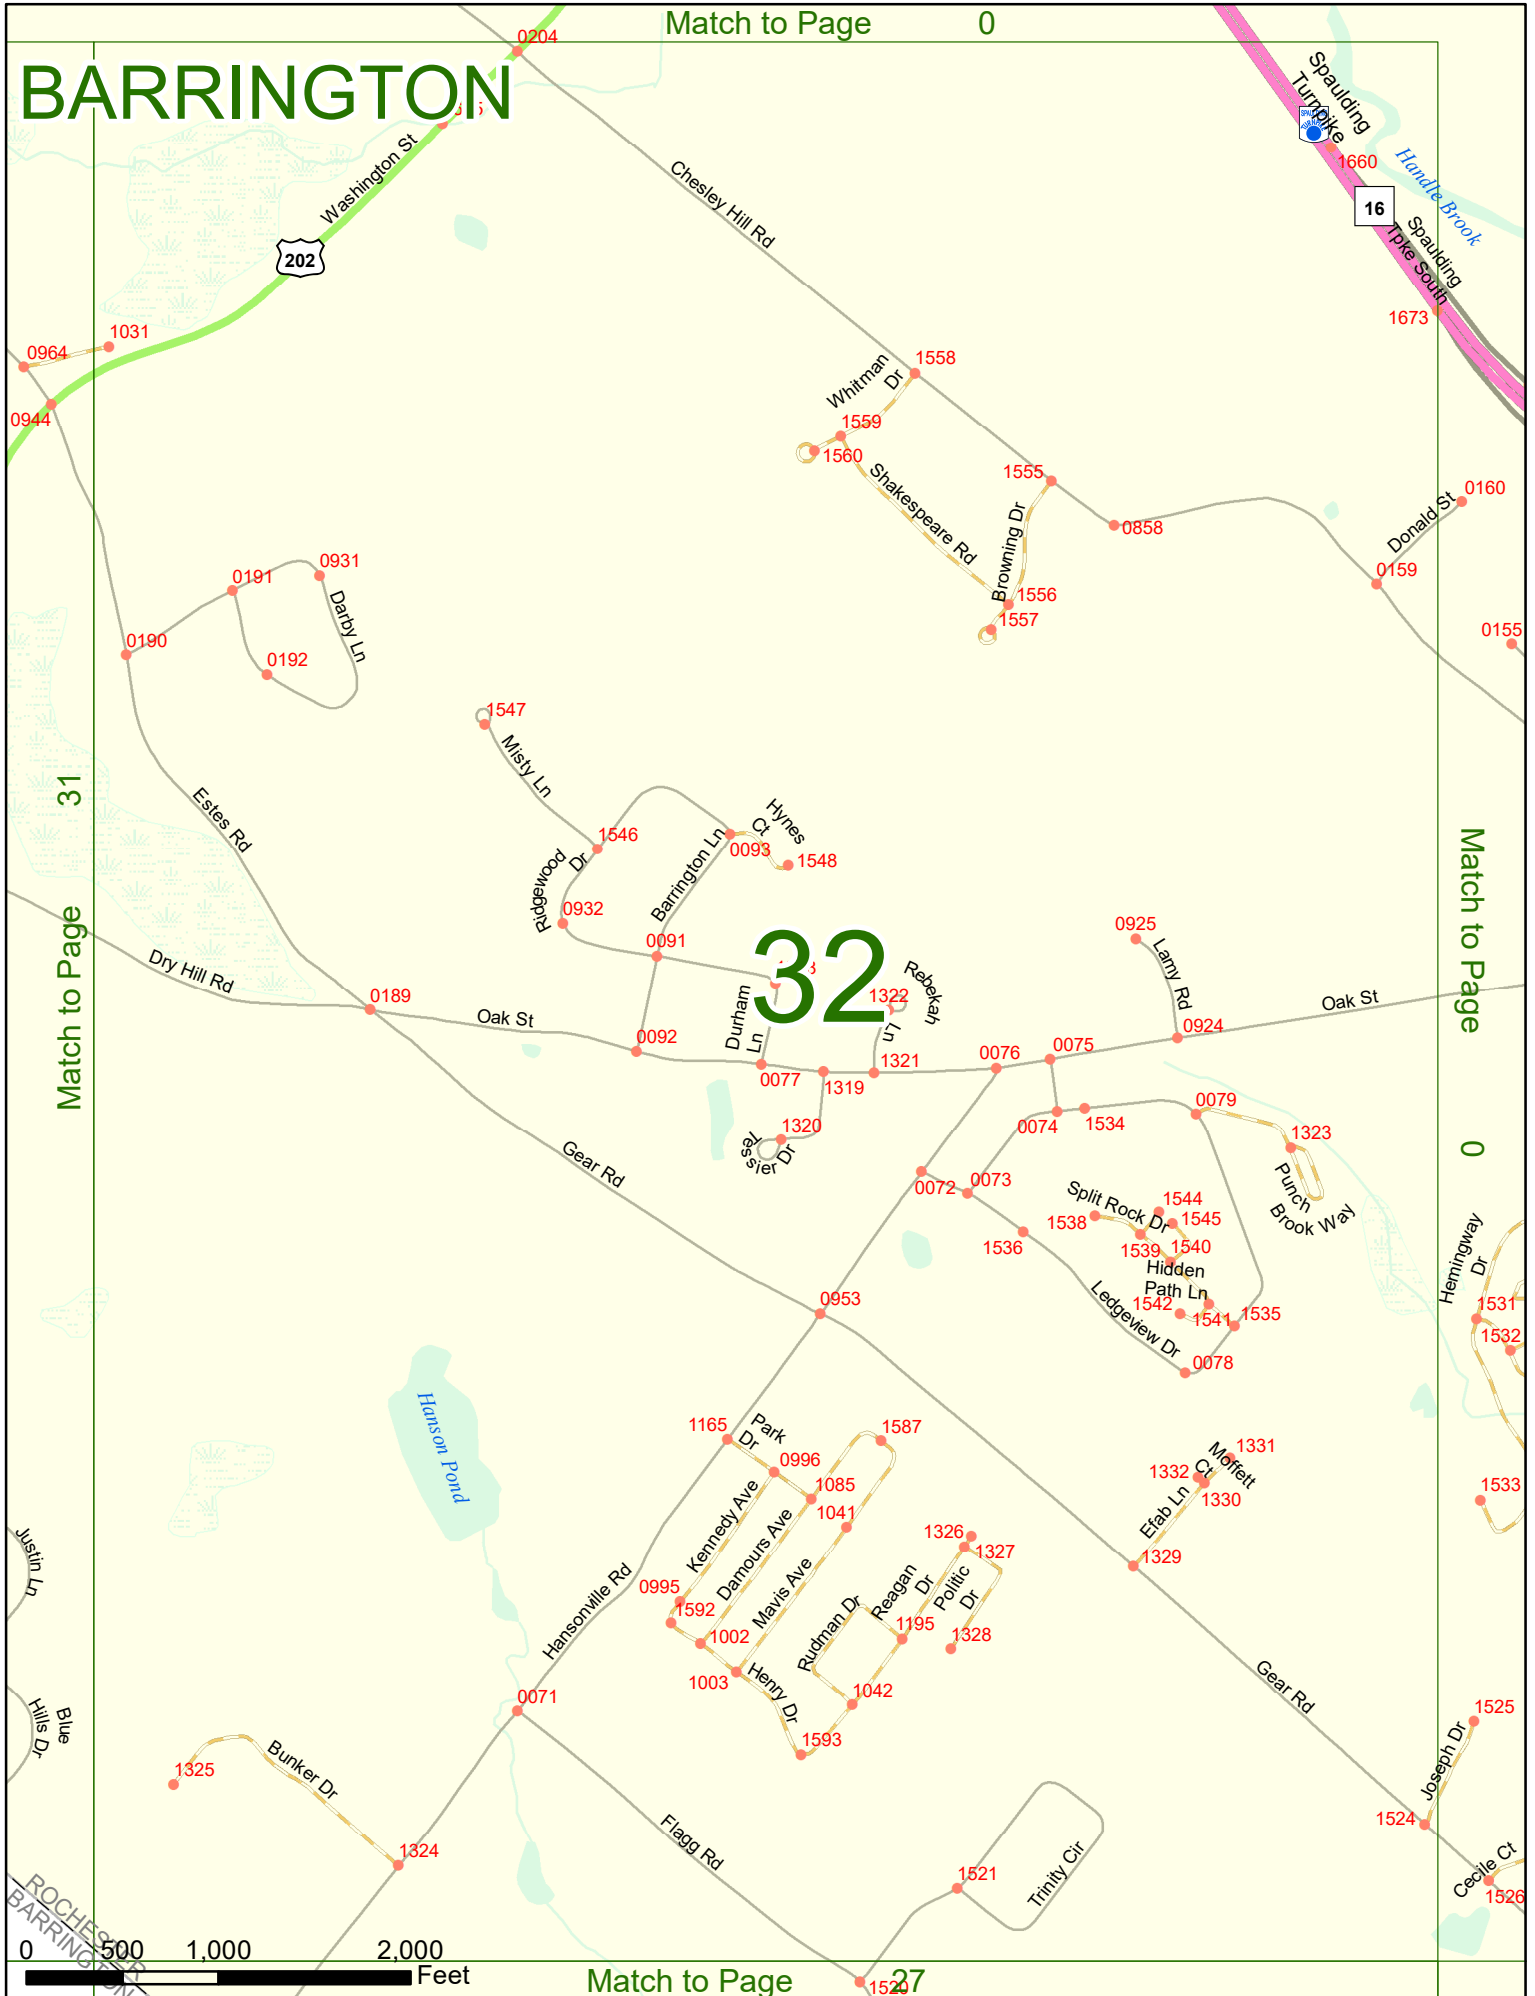 Match to Page 0
BARRINGTON
0204
Washington St
202
Chesley Hill Rd
Spaulding
Turnpike
SPAULDING
TURNPIKE
1660
Handle Brook
16
Spaulding
Tpke South
1673
0964
1031
0944
1558
Whitman
Dr
1559
1560
Shakespeare Rd
1555
Browning Dr
0858
1556
1557
Donald St
0160
0159
0155
0931
0191
Darby Ln
0190
0192
1547
Misty Ln
31
Match to Page
Estes Rd
1546
Ridgewood
Dr
0932
Barrington Ln
0093
Hynes
Ct
1548
0091
32
Dry Hill Rd
0189
Oak St
0092
Durham
Ln
0077
1319
1322
Rebekah
Ln
1321
0925
Lamy Rd
0924
Oak St
0076
0075
Match to Page
0
1320
Tessier Dr
0074
1534
0079
1323
Punch
Brook Way
0072
0073
1536
Split Rock Dr
1538
1544
1545
1539
1540
Hidden
Path Ln
1542
1541
1535
Ledgeview Dr
0078
Gear Rd
0953
Hemingway
Dr
1531
1532
Hanson Pond
1165
Park
Dr
0996
1587
1085
1041
Kennedy Ave
Damours Ave
Mavis Ave
0995
1592
1002
1003
Henry Dr
1593
1042
Rudman Dr
Reagan
Dr
1195
1326
1327
Politic
Dr
1328
1331
Moffett
Ct
1332
1330
Efab Ln
1329
1533
Justin Ln
Hansonville Rd
0071
Blue
Hills Dr
1325
Bunker Dr
1324
Flagg Rd
Gear Rd
1525
Joseph Dr
1524
Cecile Ct
1526
1521
Trinity Cir
1520
ROCHESTER
BARRINGTON
0 500 1,000 2,000
Feet
Match to Page 27